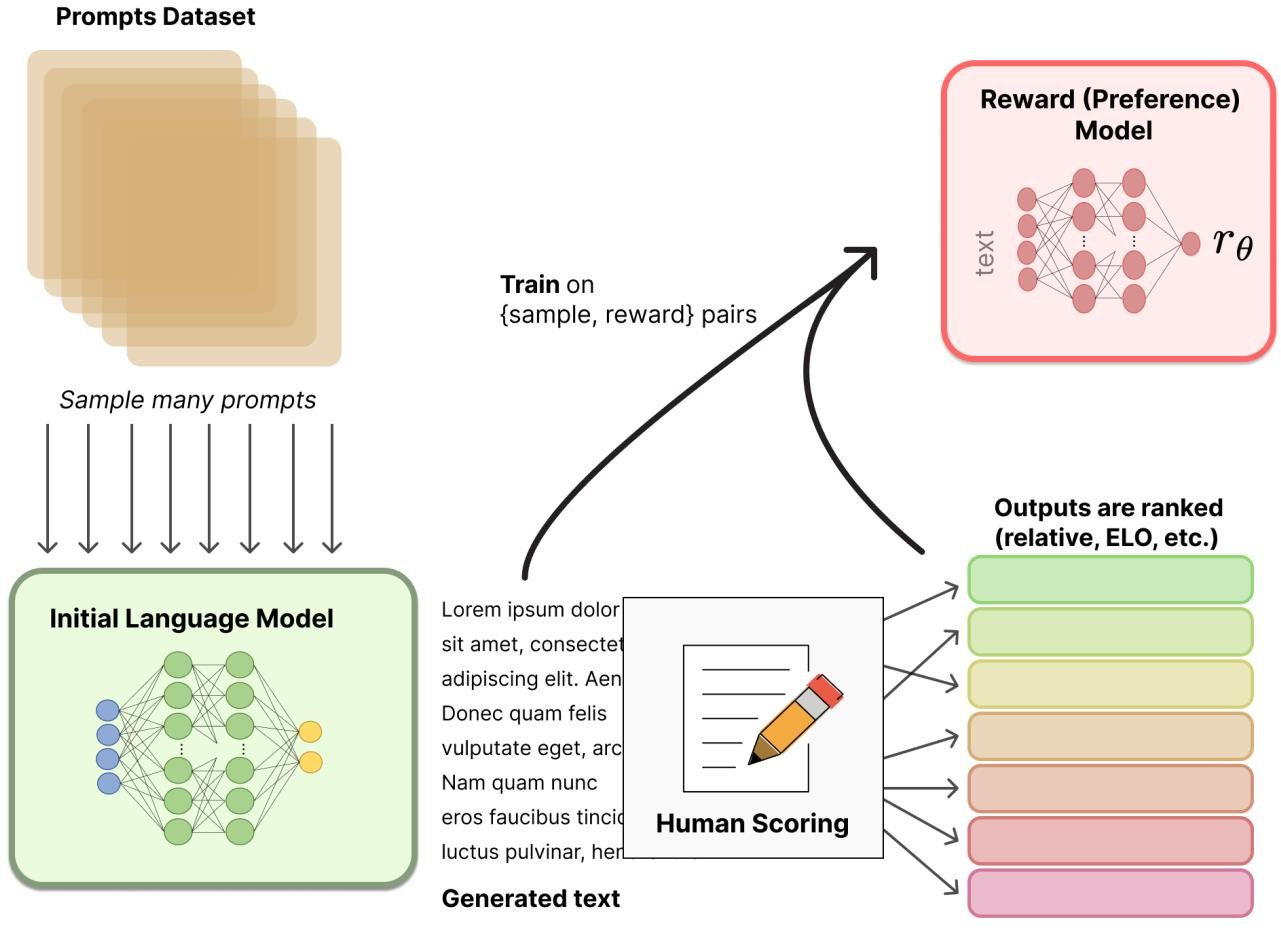 Prompts Dataset
Sample many prompts
Initial Language Model
Train on
{sample, reward} pairs
Reward (Preference)
Model
text
rθ
Lorem ipsum dolor
sit amet, consectet
adipiscing elit. Aen
Donec quam felis
vulputate eget, arc
Nam quam nunc
eros faucibus tincid
luctus pulvinar, her
Generated text
Human Scoring
Outputs are ranked
(relative, ELO, etc.)